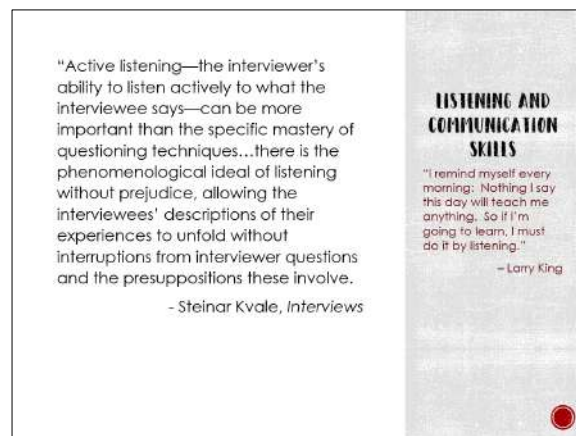 “Active listening—the interviewer’s
ability to listen actively to what the
interviewee says—can be more
important than the specific mastery of
questioning techniques…there is the
phenomenological ideal of listening
without prejudice, allowing the
interviewees’ descriptions of their
experiences to unfold without
interruptions from interviewer questions
and the presuppositions these involve.
- Steinar Kvale, Interviews
LISTENING AND
COMMUNICATION
SKILLS
“I remind myself every
morning: Nothing I say
this day will teach me
anything. So if I’m
going to learn, I must
do it by listening.”
– Larry King